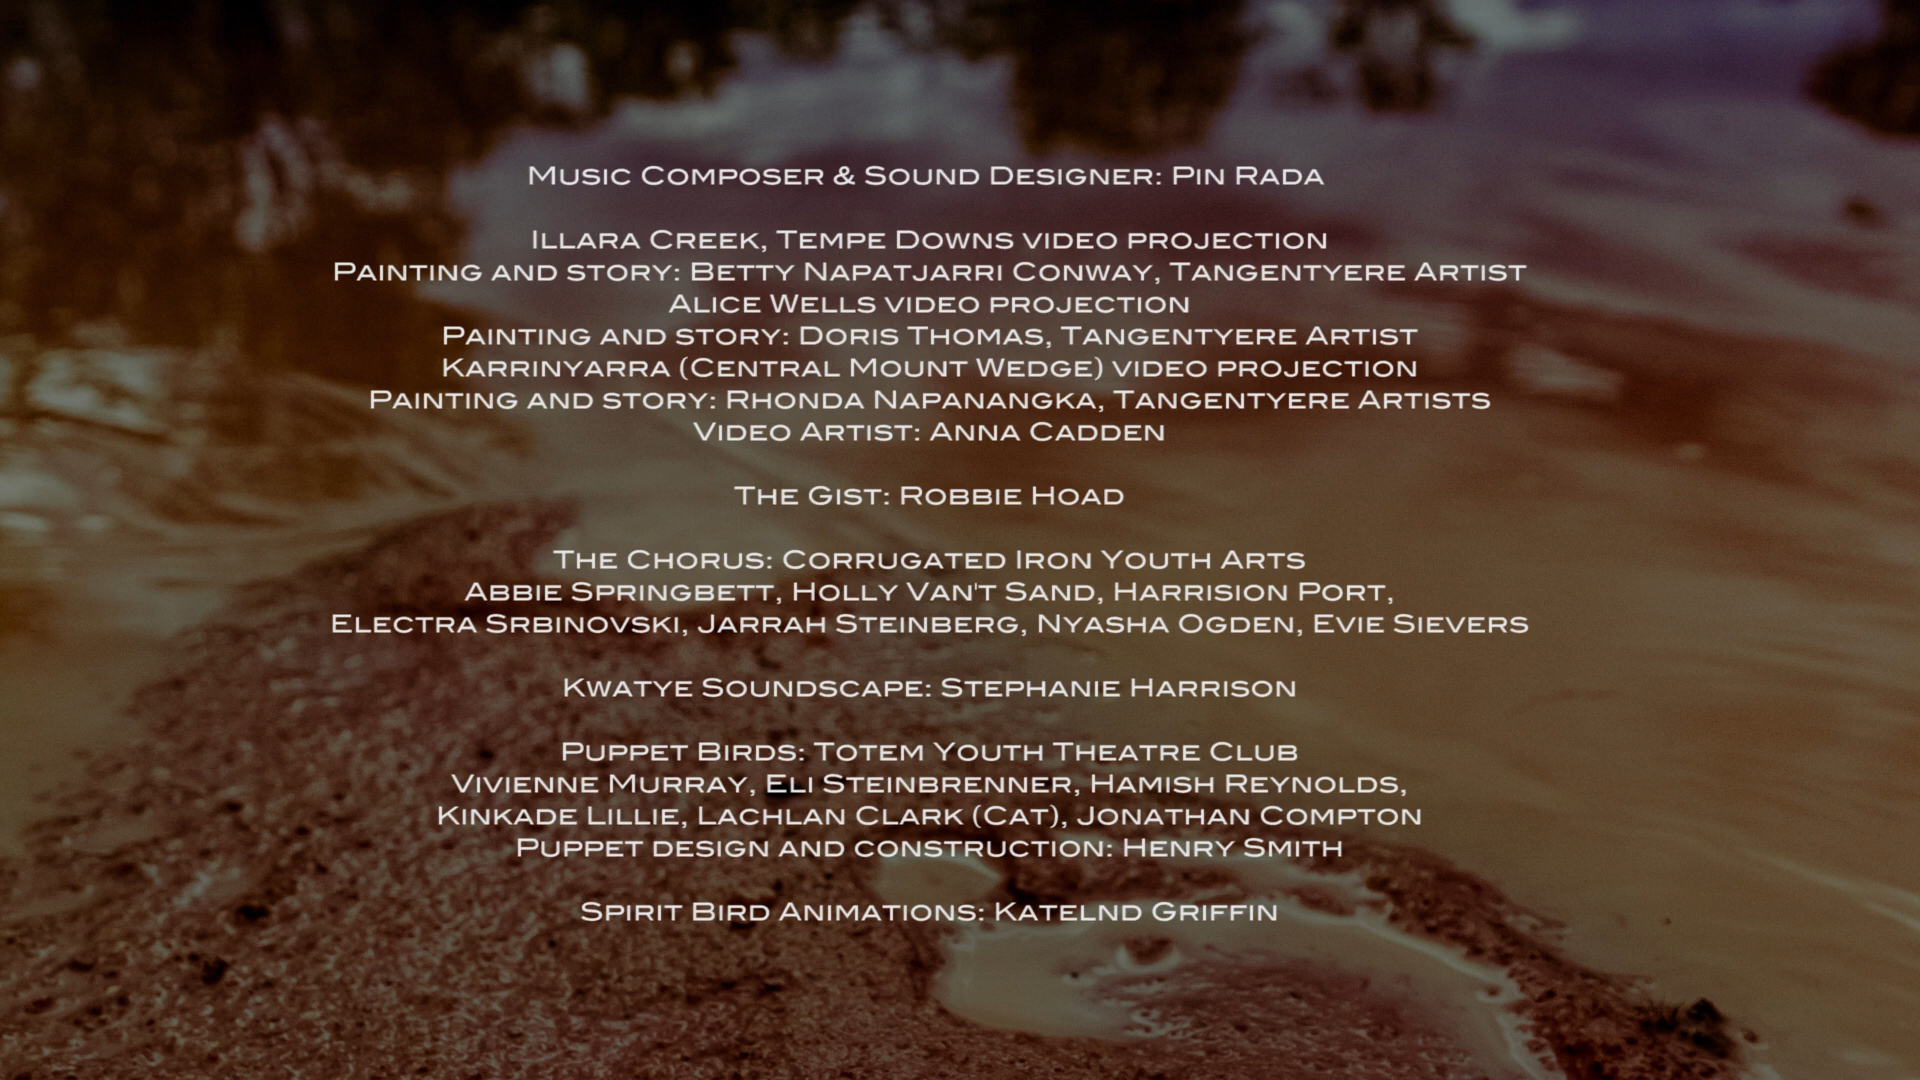 Music Composer & Sound Designer: Pin Rada
Illara Creek, Tempe Downs video projection
Painting and story: Betty Napatjarri Conway, Tangentyere Artist
Alice Wells video projection
Painting and story: Doris Thomas, Tangentyere Artist
Karrinyarra (Central Mount Wedge) video projection
Painting and story: Rhonda Napanangka, Tangentyere Artists
Video Artist: Anna Cadden
The Gist: Robbie Hoad
The Chorus: Corrugated Iron Youth Arts
Abbie Springbett, Holly Van't Sand, Harrision Port,
Electra Srbinovski, Jarrah Steinberg, Nyasha Ogden, Evie Sievers
Kwatye Soundscape: Stephanie Harrison
Puppet Birds: Totem Youth Theatre Club
Vivienne Murray, Eli Steinbrenner, Hamish Reynolds,
Kinkade Lillie, Lachlan Clark (Cat), Jonathan Compton
Puppet design and construction: Henry Smith
Spirit Bird Animations: Katelnd Griffin